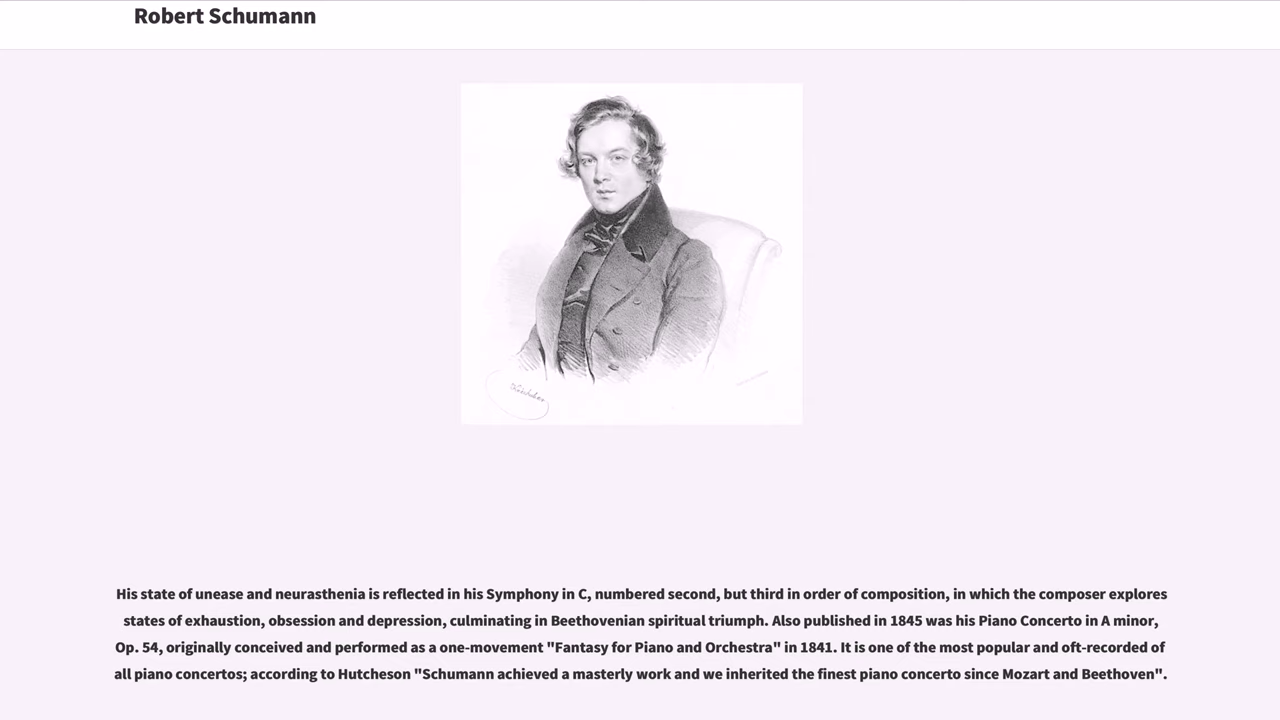 Robert Schumann
His state of unease and neurasthenia is reflected in his Symphony in C, numbered second, but third in order of composition, in which the composer explores
states of exhaustion, obsession and depression, culminating in Beethovenian spiritual triumph. Also published in 1845 was his Piano Concerto in A minor,
Op. 54, originally conceived and performed as a one-movement "Fantasy for Piano and Orchestra" in 1841. It is one of the most popular and oft-recorded of
all piano concertos; according to Hutcheson "Schumann achieved a masterly work and we inherited the finest piano concerto since Mozart and Beethoven".